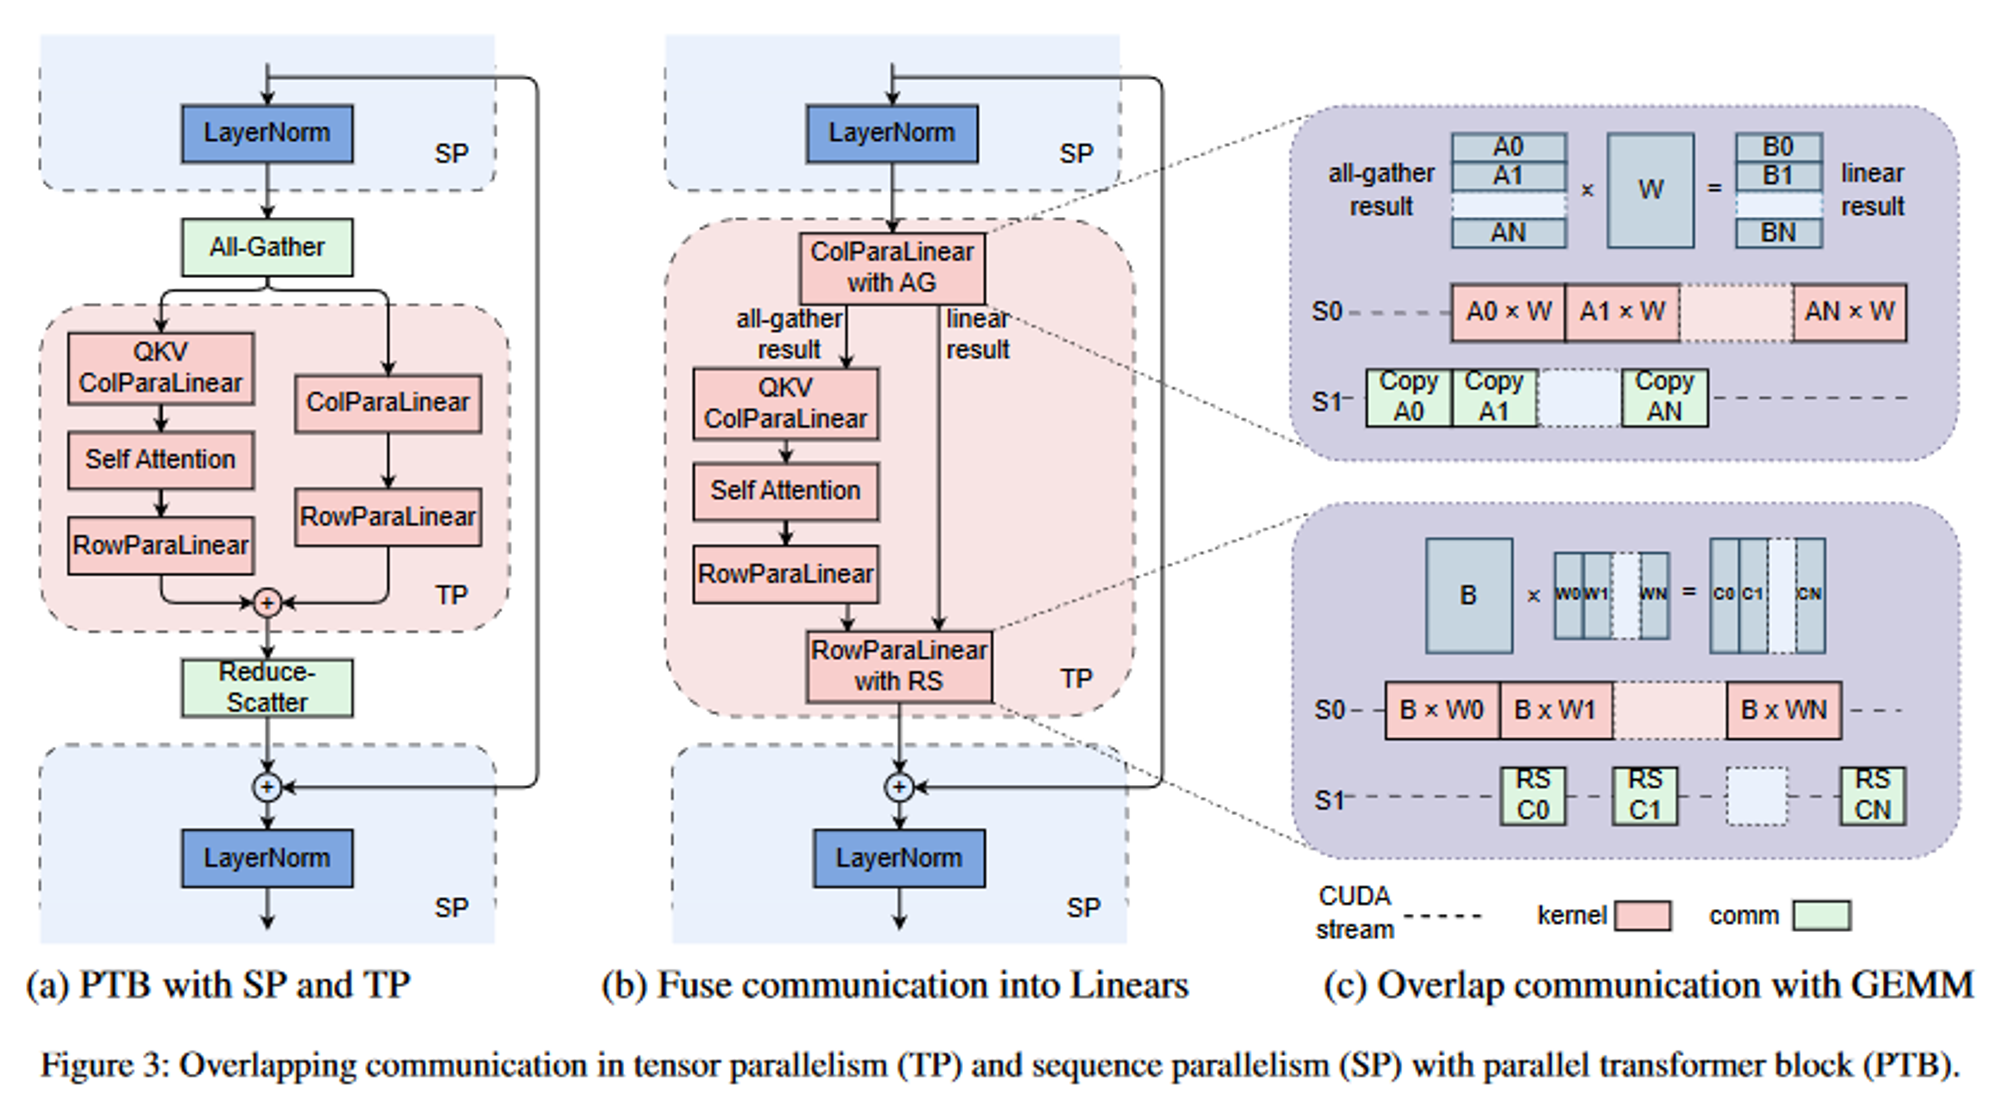 LayerNorm
SP
All-Gather
QKV
ColParaLinear
ColParaLinear
Self Attention
RowParaLinear
RowParaLinear
+
TP
Reduce-
Scatter
+
LayerNorm
SP
(a) PTB with SP and TP
LayerNorm
SP
ColParaLinear
with AG
all-gather
result
linear
result
QKV
ColParaLinear
Self Attention
RowParaLinear
RowParaLinear
with RS
TP
+
LayerNorm
SP
(b) Fuse communication into Linears
all-gather
result
A0
A1
AN
×
W
=
B0
B1
BN
linear
result
S0
A0 × W
A1 × W
AN × W
S1
Copy
A0
Copy
A1
Copy
AN
B
×
W0 W1 WN
=
C0 C1 CN
S0
B × W0
B x W1
B x WN
S1
RS
C0
RS
C1
RS
CN
CUDA
stream
kernel
comm
(c) Overlap communication with GEMM
Figure 3: Overlapping communication in tensor parallelism (TP) and sequence parallelism (SP) with parallel transformer block (PTB).